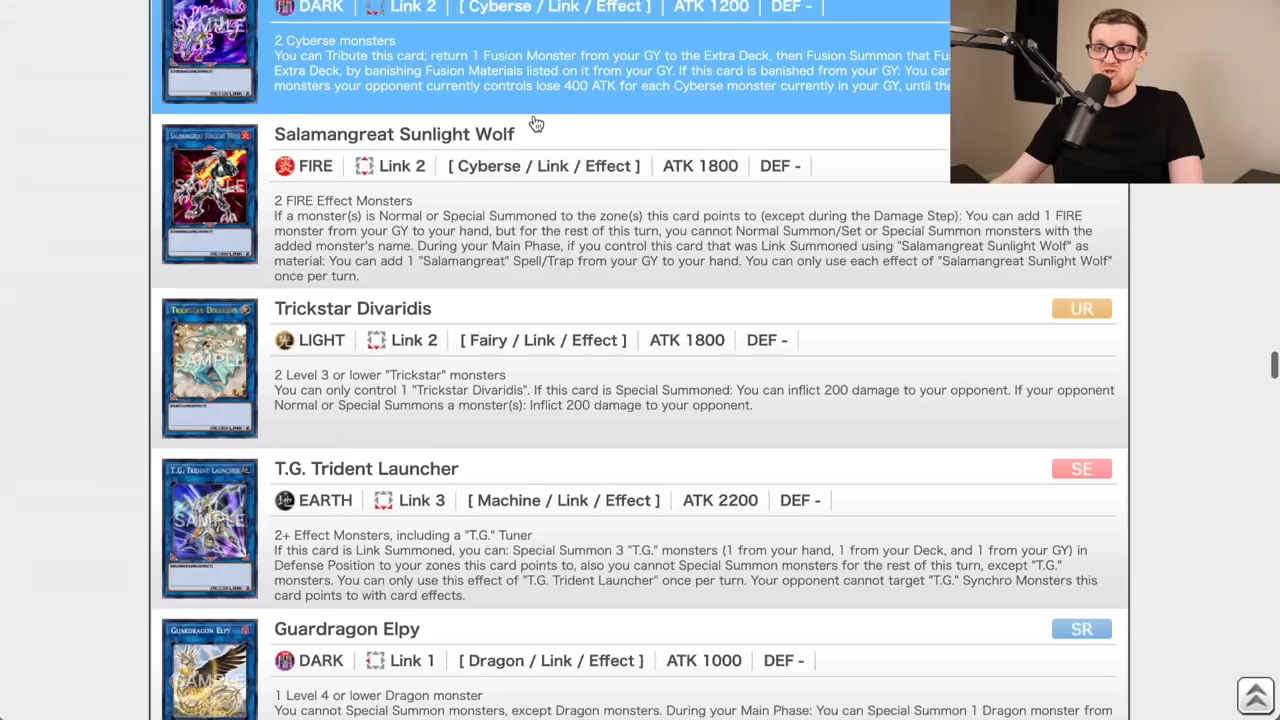 DARK Link 2 [ Cyberse / Link / Effect ] ATK 1200 DEF -
2 Cyberse monsters
You can Tribute this card, return 1 Fusion Monster from to the Extra Deck, then Fusion Summon that Fu
Extra Deck, by banishing Fusion Materials listed on it from your GY. If this card is banished from your GY: You can
monsters your opponent currently controls lose 400 ATK for each Cyberse monster currently in your GY, until the
SAMPLE
Salamangreat Sunlight Wolf
FIRE Link 2 [ Cyberse / Link / Effect ] ATK 1800 DEF -
SALAMANGREAT SUNLIGHT WOLF
SAMPLE
2 FIRE Effect Monsters
If a monster(s) is Normal or Special Summoned to the zone(s) this card points to (except during the Damage Step): You can add 1 FIRE
monster from your GY to your hand, but for the rest of this turn, you cannot Normal Summon/Set or Special Summon monsters with the
added monster's name. During your Main Phase, if you control this card that was Link Summoned using "Salamangreat Sunlight Wolf" as
material: You can add 1 "Salamangreat" Spell/Trap from your GY to your hand. You can only use each effect of "Salamangreat Sunlight Wolf"
once per turn.
Trickstar Divaridis
UR
LIGHT Link 2 [ Fairy / Link / Effect ] ATK 1800 DEF -
TRICKSTAR DIVARIDIS
SAMPLE
2 Level 3 or lower "Trickstar" monsters
You can only control 1 "Trickstar Divaridis". If this card is Special Summoned: You can inflict 200 damage to your opponent. If your opponent
Normal or Special Summons a monster(s): Inflict 200 damage to your opponent.
T.G. Trident Launcher
SE
EARTH Link 3 [ Machine / Link / Effect ] ATK 2200 DEF -
T.G. TRIDENT LAUNCHER
SAMPLE
2+ Effect Monsters, including a "T.G." Tuner
If this card is Link Summoned, you can: Special Summon 3 "T.G." monsters (1 from your hand, 1 from your Deck, and 1 from your GY) in
Defense Position to your zones this card points to, also you cannot Special Summon monsters for the rest of this turn, except "T.G."
monsters. You can only use this effect of "T.G. Trident Launcher" once per turn. Your opponent cannot target "T.G." Synchro Monsters this
card points to with card effects.
Guardragon Elpy
SR
DARK Link 1 [ Dragon / Link / Effect ] ATK 1000 DEF -
GUARDRAGON ELPY
SAMPLE
1 Level 4 or lower Dragon monster
You cannot Special Summon monsters, except Dragon monsters. During your Main Phase: You can Special Summon 1 Dragon monster from